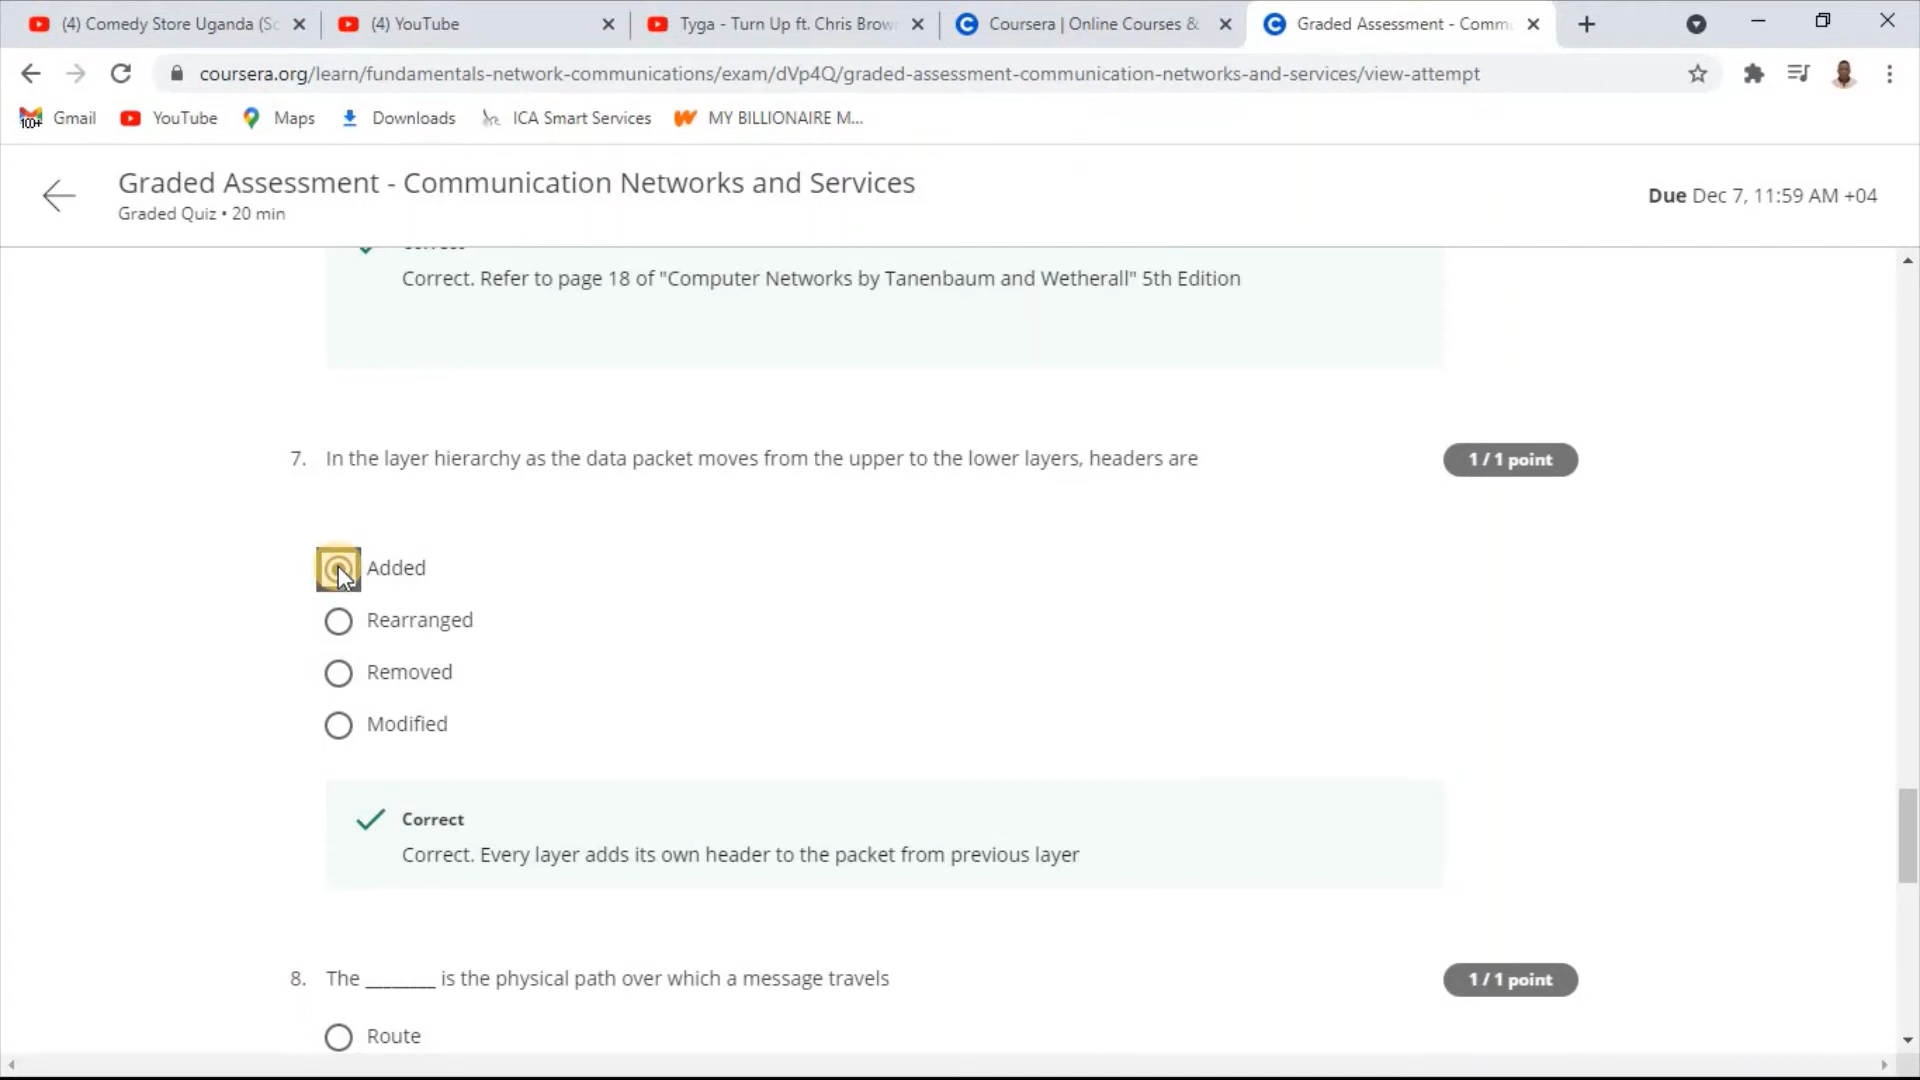 (4) Comedy Store Uganda (Sc
(4) YouTube
Tyga - Turn Up ft. Chris Brow
Coursera | Online Courses &
Graded Assessment - Comm
coursera.org/learn/fundamentals-network-communications/exam/dVp4Q/graded-assessment-communication-networks-and-services/view-attempt
100+
Gmail
YouTube
Maps
Downloads
ICA Smart Services
MY BILLIONAIRE M...
Graded Assessment - Communication Networks and Services
Graded Quiz • 20 min
Due Dec 7, 11:59 AM +04
Correct. Refer to page 18 of "Computer Networks by Tanenbaum and Wetherall" 5th Edition
7. In the layer hierarchy as the data packet moves from the upper to the lower layers, headers are
1 / 1 point
Added
Rearranged
Removed
Modified
Correct
Correct. Every layer adds its own header to the packet from previous layer
8. The _______ is the physical path over which a message travels
1 / 1 point
Route